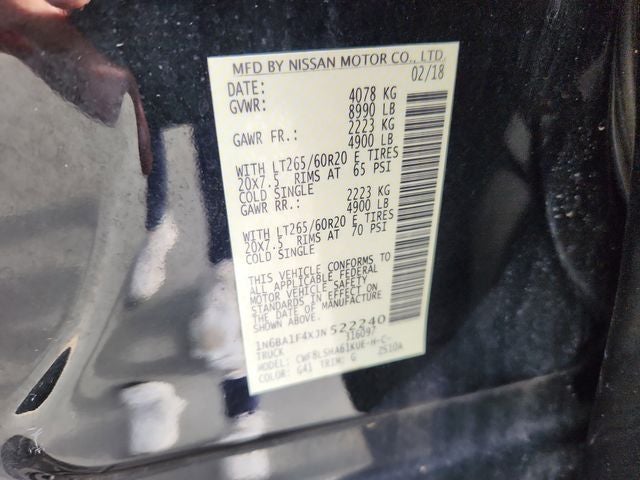 MFD BY NISSAN MOTOR CO., LTD.
DATE: 02/18
GVWR: 4078 KG
8990 LB
GAWR FR.: 2223 KG
4900 LB
WITH LT265/60R20 E TIRES
20X7.5 RIMS AT 65 PSI
COLD SINGLE
GAWR RR.: 2223 KG
4900 LB
WITH LT265/60R20 E TIRES
20X7.5 RIMS AT 70 PSI
COLD SINGLE
THIS VEHICLE CONFORMS TO
ALL APPLICABLE FEDERAL
MOTOR VEHICLE SAFETY
STANDARDS IN EFFECT ON
THE DATE OF MANUFACTURE
SHOWN ABOVE.
1N6BA1F4XJN522240
TRUCK 316097
MODEL: CWF8LSHA61KUE-H-C-
COLOR: G41 TRIM: G 2510A